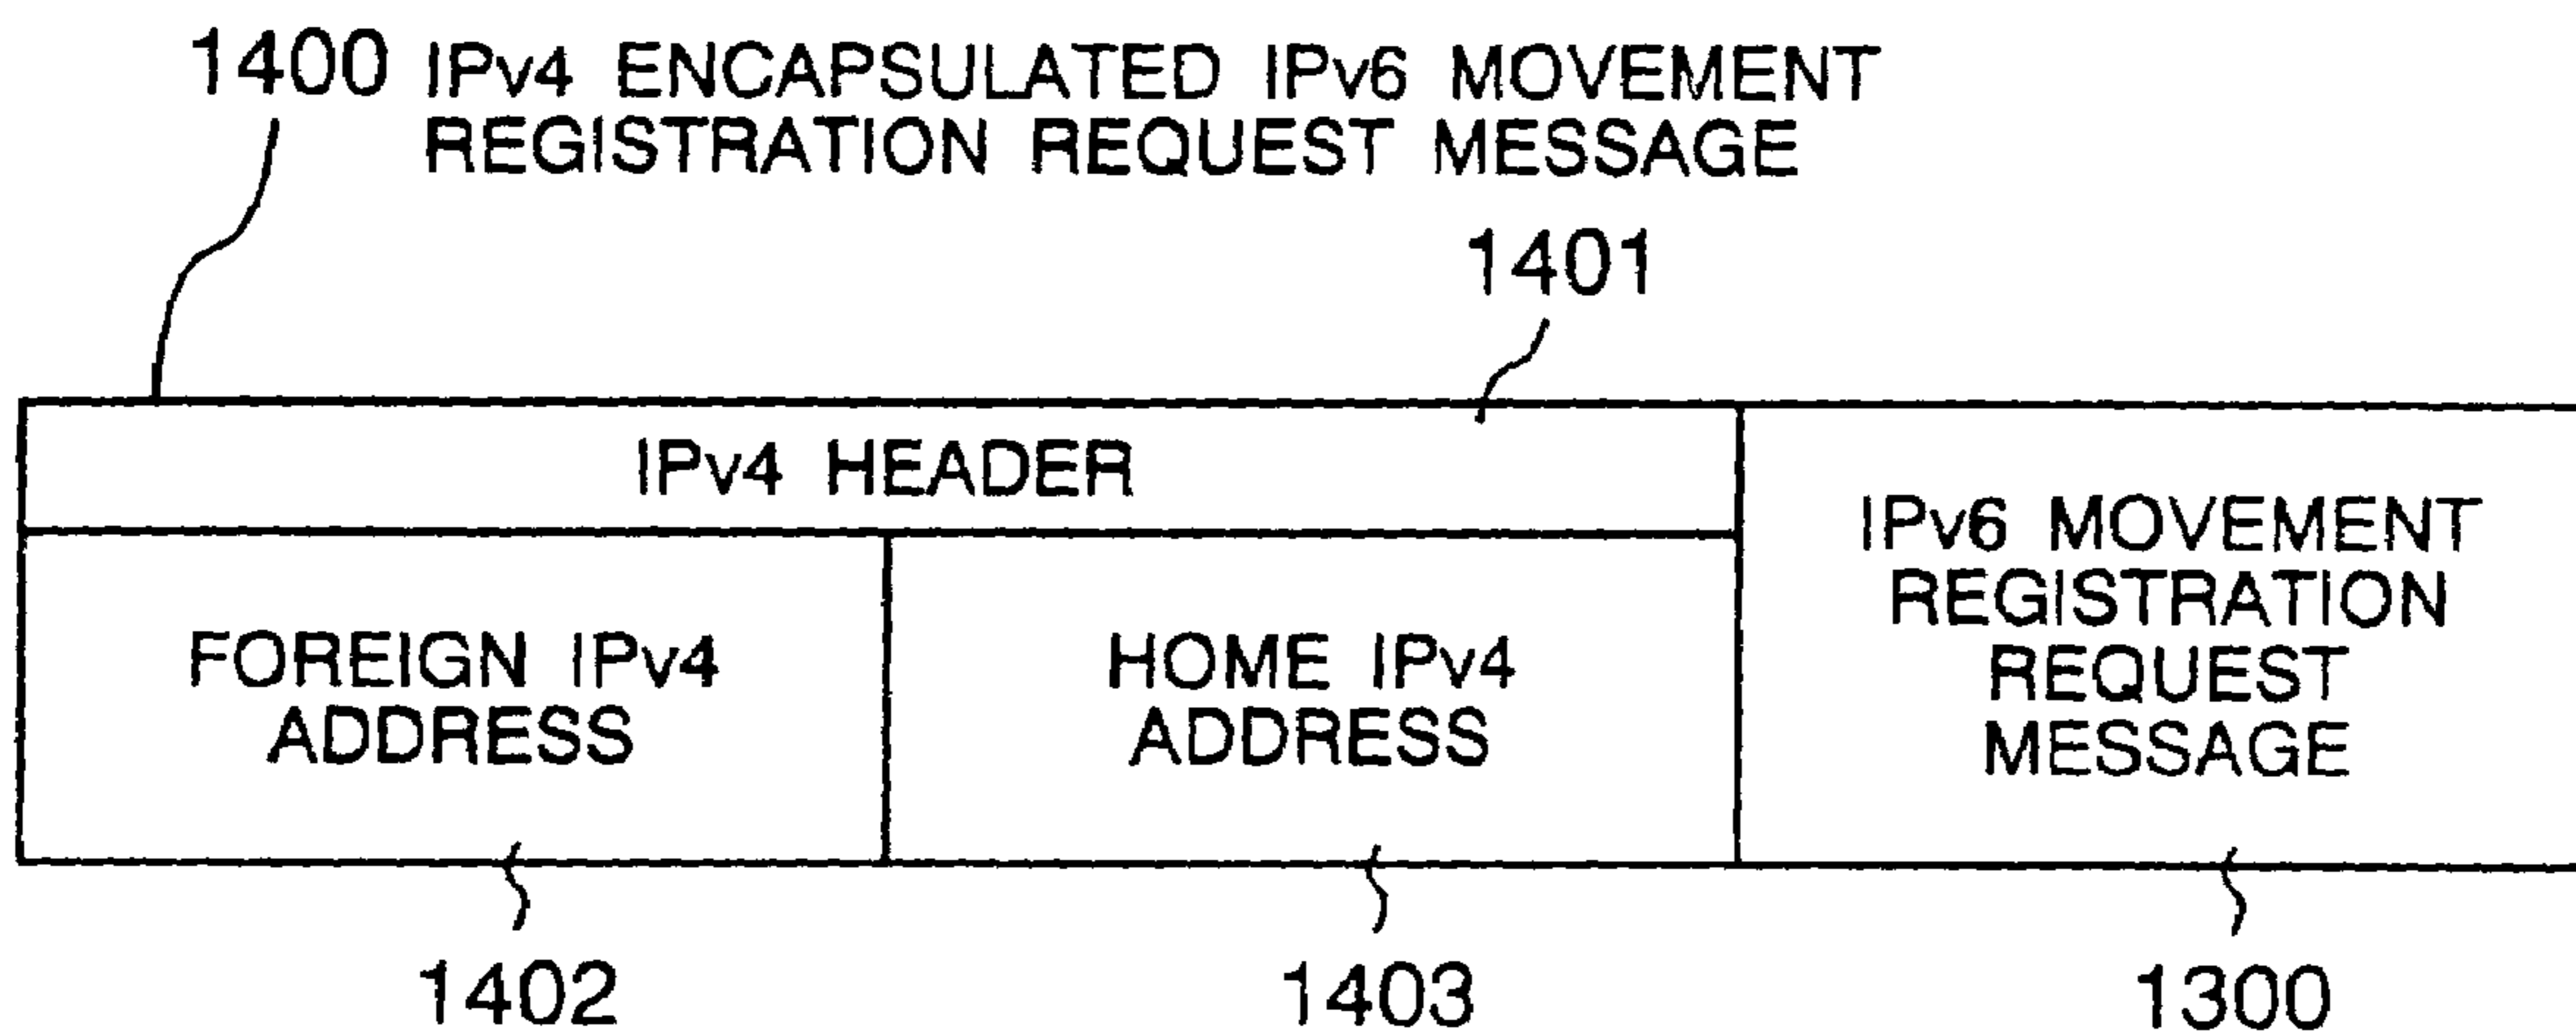 1400 IPv4 ENCAPSULATED IPv6 MOVEMENT
REGISTRATION REQUEST MESSAGE
1401
IPv4 HEADER
FOREIGN IPv4
ADDRESS
HOME IPv4
ADDRESS
IPv6 MOVEMENT
REGISTRATION
REQUEST
MESSAGE
1402
1403
1300